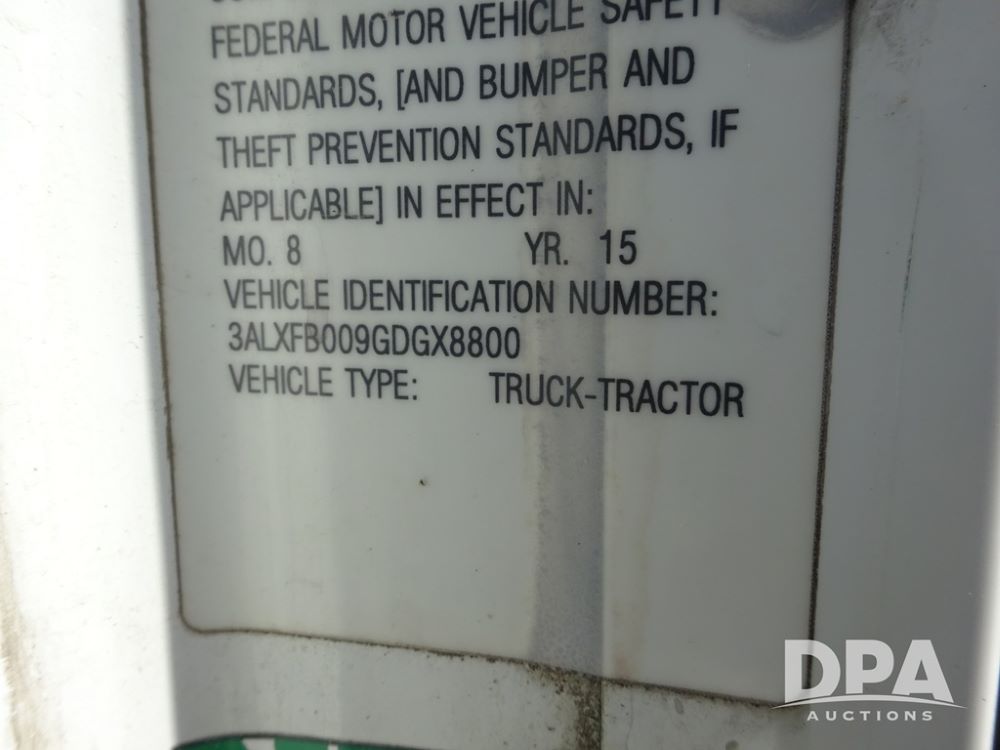 FEDERAL MOTOR VEHICLE SAFETY
STANDARDS, [AND BUMPER AND
THEFT PREVENTION STANDARDS, IF
APPLICABLE] IN EFFECT IN:
MO. 8 YR. 15
VEHICLE IDENTIFICATION NUMBER:
3ALXFB009GDGX8800
VEHICLE TYPE: TRUCK-TRACTOR
DPA
AUCTIONS